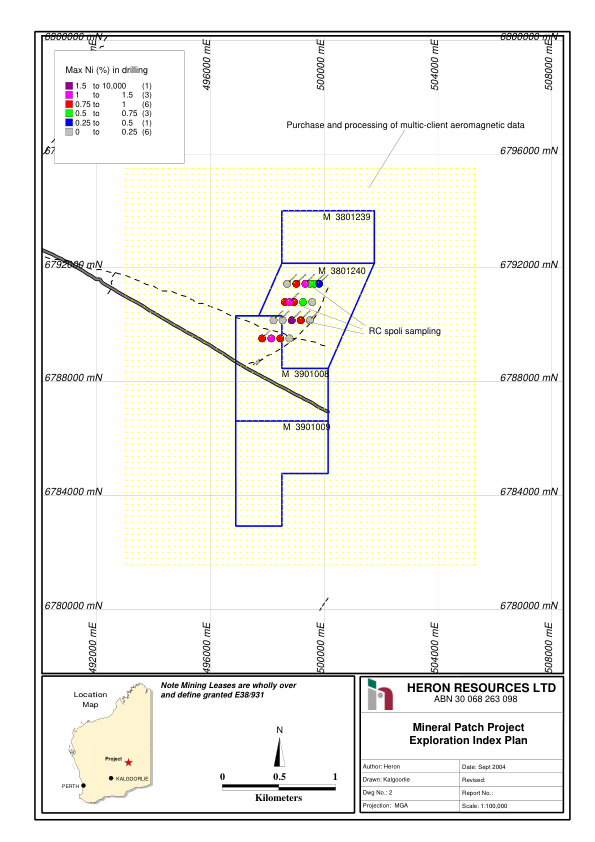 6800000 mN 6800000 mN
492000 mE
496000 mE
500000 mE
504000 mE
508000 mE
Max Ni (%) in drilling
1.5 to 10,000 (1)
1 to 1.5 (3)
0.75 to 1 (6)
0.5 to 0.75 (3)
0.25 to 0.5 (1)
0 to 0.25 (6)
Purchase and processing of multic-client aeromagnetic data
6796000 mN
M 3801239
6792000 mN 6792000 mN
M 3801240
RC spoli sampling
6788000 mN 6788000 mN
M 3901008
M 3901009
6784000 mN 6784000 mN
6780000 mN 6780000 mN
492000 mE
496000 mE
500000 mE
504000 mE
508000 mE
Location
Map
Project
KALGOORLIE
PERTH
Note Mining Leases are wholly over
and define granted E38/931
N
0 0.5 1
Kilometers
HERON RESOURCES LTD
ABN 30 068 263 098
Mineral Patch Project
Exploration Index Plan
Author: Heron Date: Sept 2004
Drawn: Kalgoorlie Revised:
Dwg No.: 2 Report No.:
Projection: MGA Scale: 1:100,000